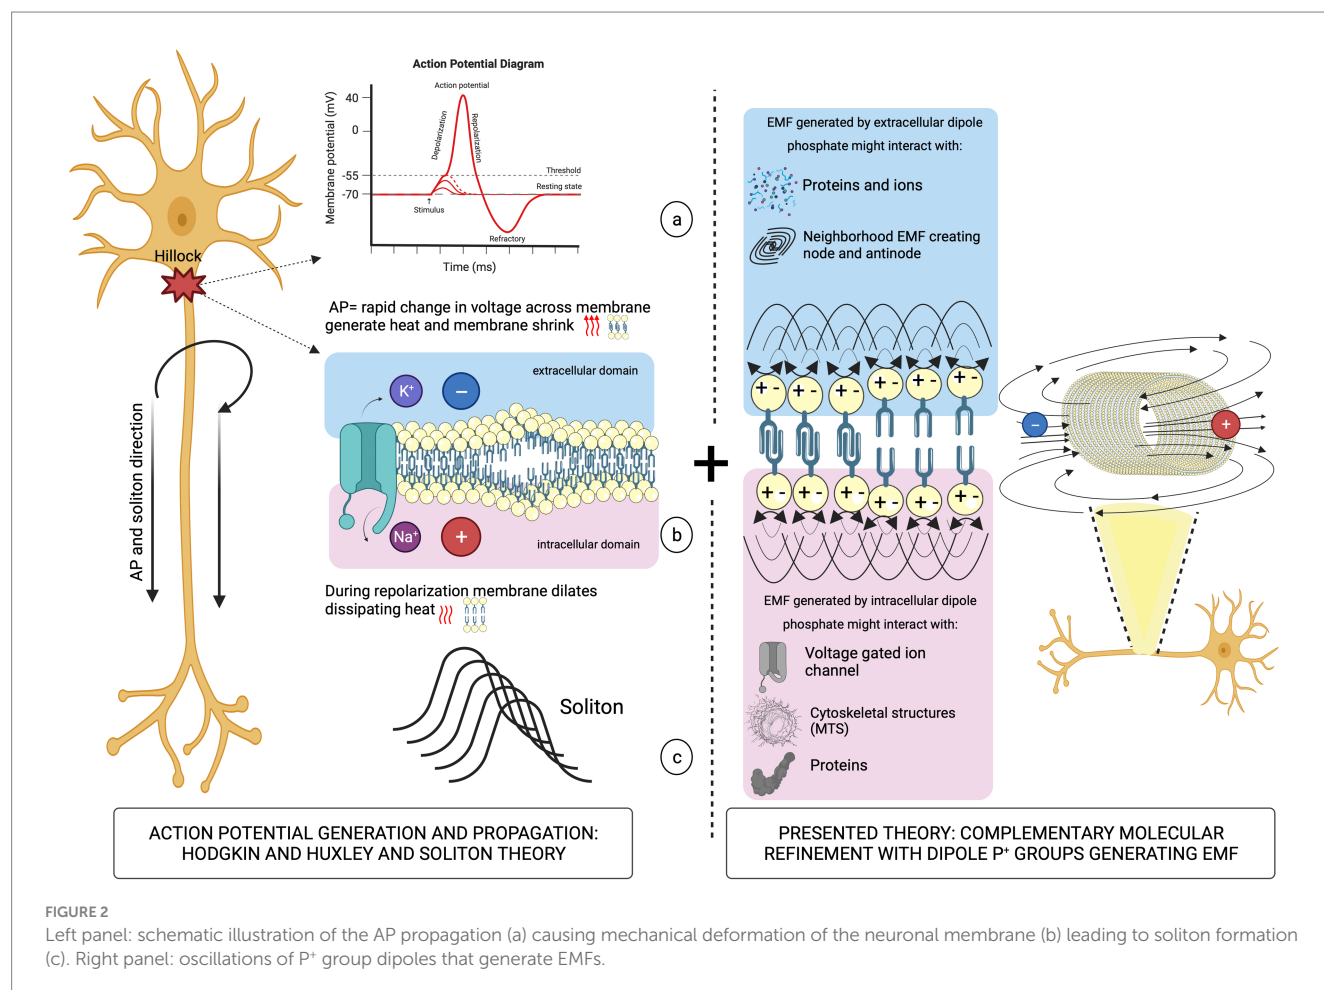 Action Potential Diagram
Membrane potential (mV)
40
0
-55
-70
Action potential
Depolarization
Repolarization
Threshold
Resting state
↑
Stimulus
Refractory
Time (ms)
a
Hillock
AP= rapid change in voltage across membrane
generate heat and membrane shrink
extracellular domain
K⁺
−
Na⁺
+
intracellular domain
b
AP and soliton direction
During repolarization membrane dilates
dissipating heat
Soliton
c
ACTION POTENTIAL GENERATION AND PROPAGATION:
HODGKIN AND HUXLEY AND SOLITON THEORY
+
EMF generated by extracellular dipole
phosphate might interact with:
Proteins and ions
Neighborhood EMF creating
node and antinode
+ - + - + - + - + - + -
+ - + - + - + - + - + -
EMF generated by intracellular dipole
phosphate might interact with:
Voltage gated ion
channel
Cytoskeletal structures
(MTS)
Proteins
−
+
PRESENTED THEORY: COMPLEMENTARY MOLECULAR
REFINEMENT WITH DIPOLE P⁺ GROUPS GENERATING EMF
FIGURE 2
Left panel: schematic illustration of the AP propagation (a) causing mechanical deformation of the neuronal membrane (b) leading to soliton formation
(c). Right panel: oscillations of P⁺ group dipoles that generate EMFs.